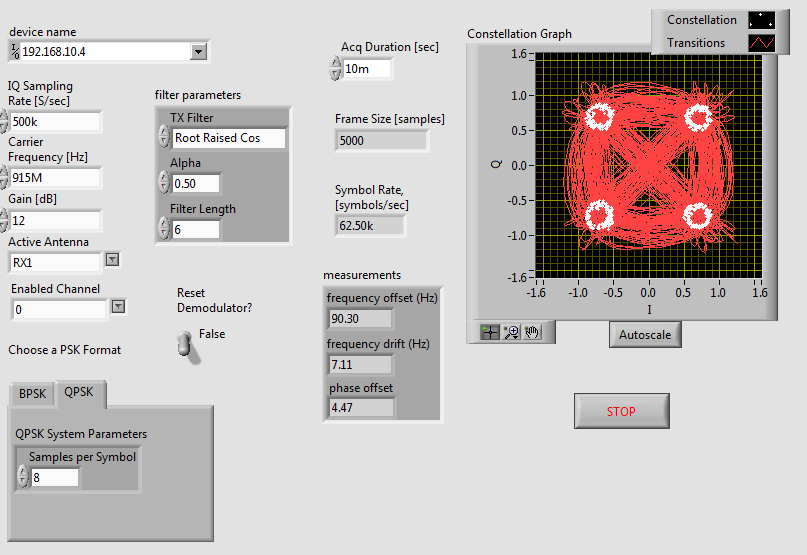 device name
I/O 192.168.10.4
IQ Sampling
Rate [S/sec]
500k
Carrier
Frequency [Hz]
915M
Gain [dB]
12
Active Antenna
RX1
Enabled Channel
0
Choose a PSK Format
BPSK
QPSK
QPSK System Parameters
Samples per Symbol
8
filter parameters
TX Filter
Root Raised Cos
Alpha
0.50
Filter Length
6
Reset
Demodulator?
False
Acq Duration [sec]
10m
Frame Size [samples]
5000
Symbol Rate,
[symbols/sec]
62.50k
measurements
frequency offset (Hz)
90.30
frequency drift (Hz)
7.11
phase offset
4.47
Constellation Graph
Constellation
Transitions
1.6
1.0
0.5
0.0
-0.5
-1.0
-1.6
Q
-1.6 -1.0 -0.5 0.0 0.5 1.0 1.6
I
Autoscale
STOP